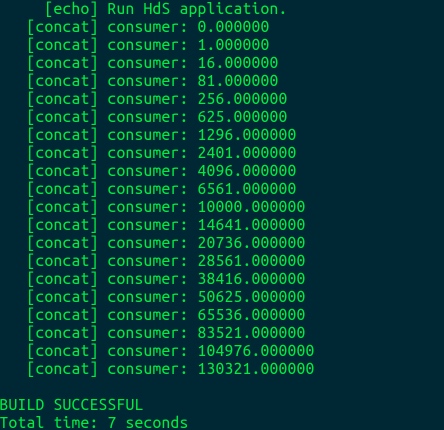 [echo] Run HdS application.
[concat] consumer: 0.000000
[concat] consumer: 1.000000
[concat] consumer: 16.000000
[concat] consumer: 81.000000
[concat] consumer: 256.000000
[concat] consumer: 625.000000
[concat] consumer: 1296.000000
[concat] consumer: 2401.000000
[concat] consumer: 4096.000000
[concat] consumer: 6561.000000
[concat] consumer: 10000.000000
[concat] consumer: 14641.000000
[concat] consumer: 20736.000000
[concat] consumer: 28561.000000
[concat] consumer: 38416.000000
[concat] consumer: 50625.000000
[concat] consumer: 65536.000000
[concat] consumer: 83521.000000
[concat] consumer: 104976.000000
[concat] consumer: 130321.000000
BUILD SUCCESSFUL
Total time: 7 seconds